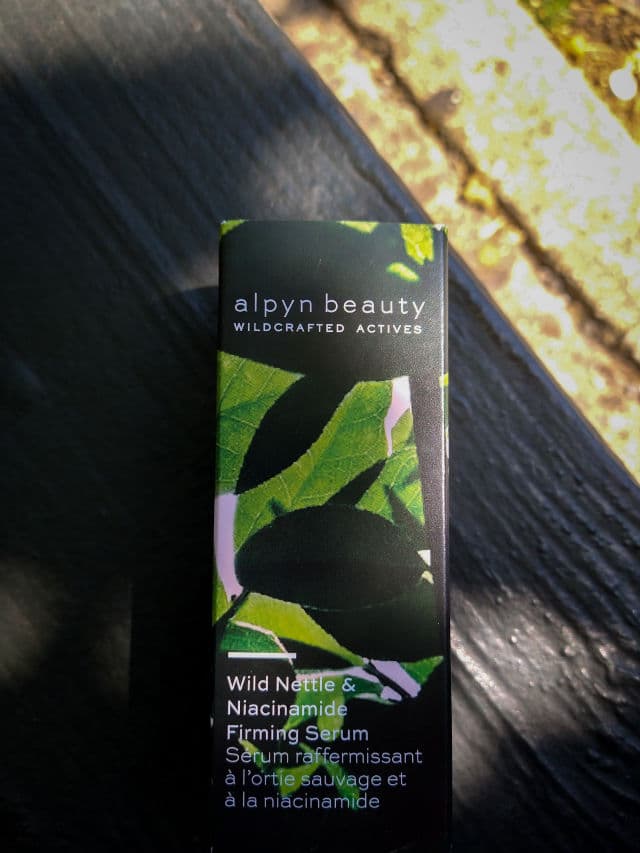 alpyn beauty
WILDCRAFTED ACTIVES
Wild Nettle &
Niacinamide
Firming Serum
Sérum raffermissant
à l'ortie sauvage et
à la niacinamide